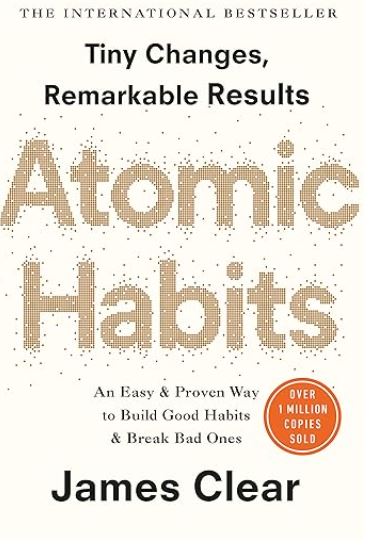 THE INTERNATIONAL BESTSELLER
Tiny Changes,
Remarkable Results
Atomic
Habits
An Easy & Proven Way
to Build Good Habits
& Break Bad Ones
OVER
1 MILLION
COPIES
SOLD
James Clear